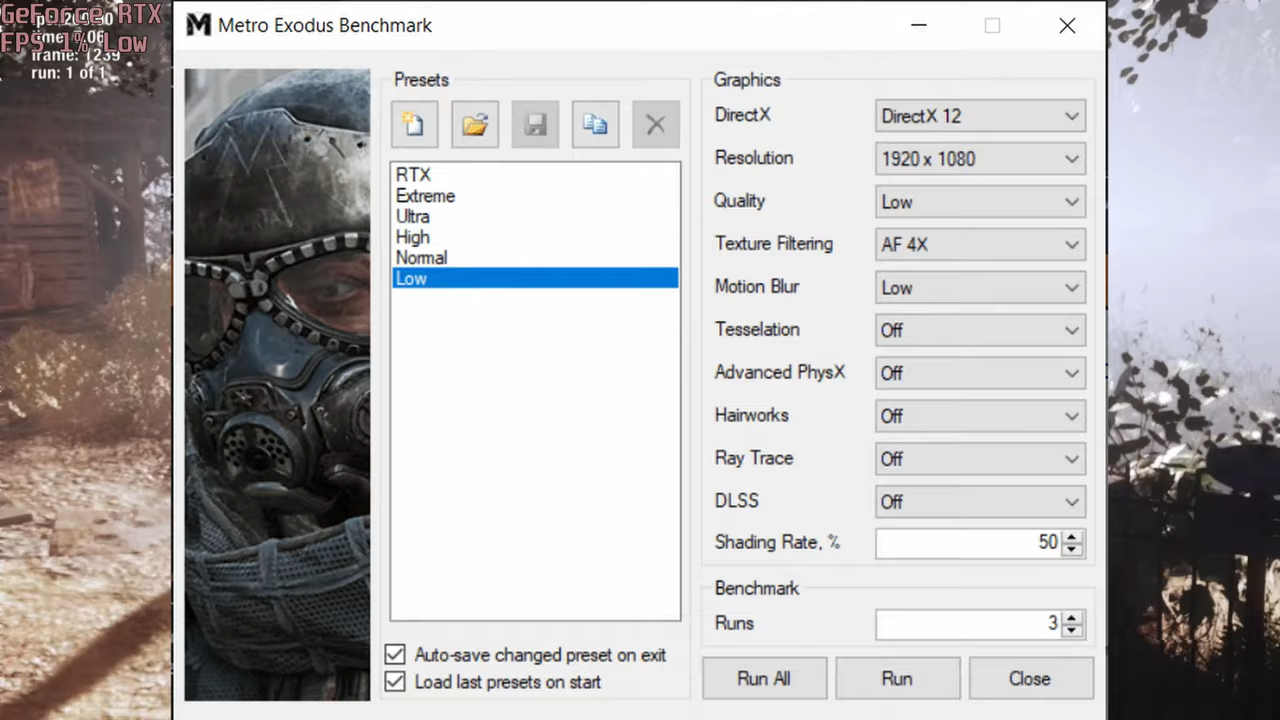 GeForce RTX
FPS 1% Low
frame: 1239
run: 1 of 1
Metro Exodus Benchmark
Presets
RTX
Extreme
Ultra
High
Normal
Low
Auto-save changed preset on exit
Load last presets on start
Graphics
DirectX DirectX 12
Resolution 1920 x 1080
Quality Low
Texture Filtering AF 4X
Motion Blur Low
Tesselation Off
Advanced PhysX Off
Hairworks Off
Ray Trace Off
DLSS Off
Shading Rate, % 50
Benchmark
Runs 3
Run All Run Close